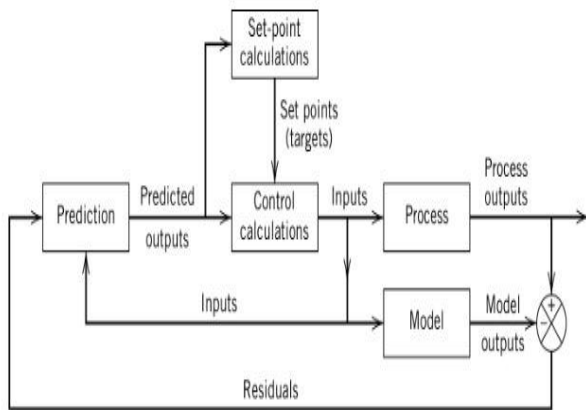 Set-point
calculations
Set points
(targets)
Process
outputs
Prediction
Predicted
outputs
Control
calculations
Inputs
Process
Inputs
Model
Model
outputs
+
-
Residuals